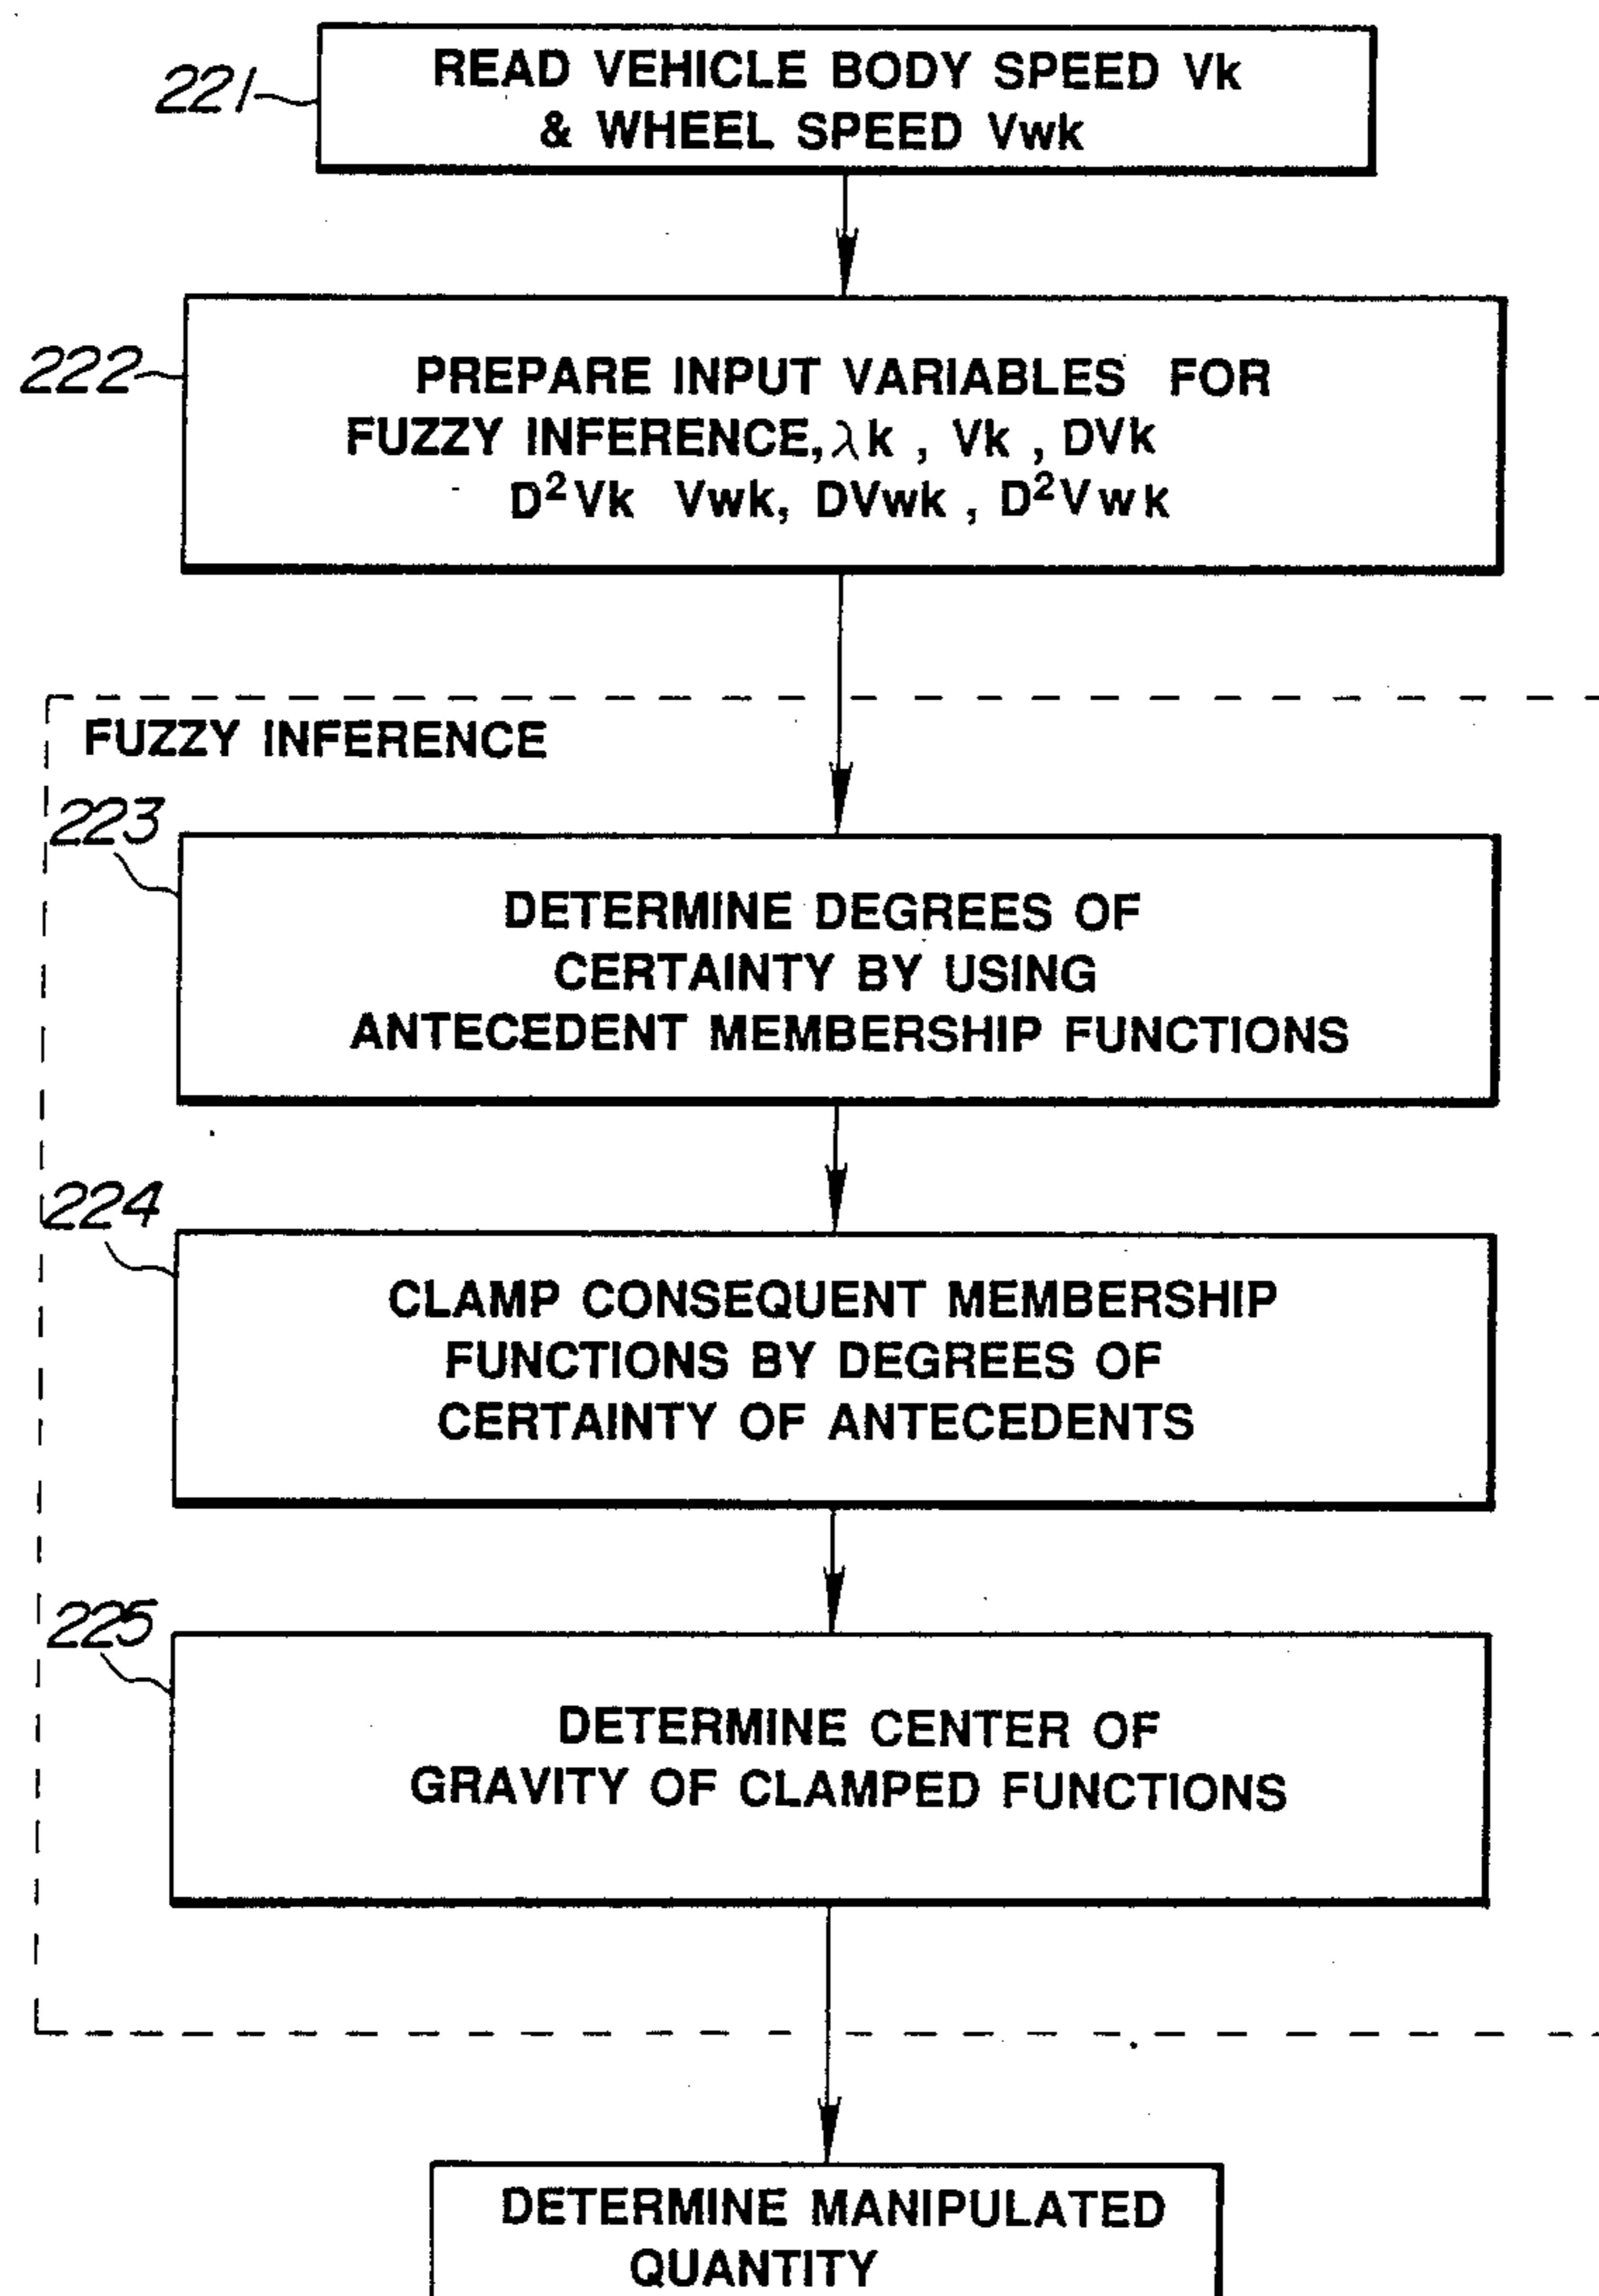 221
READ VEHICLE BODY SPEED Vk
& WHEEL SPEED Vwk
222
PREPARE INPUT VARIABLES FOR
FUZZY INFERENCE, λk , Vk , DVk
D²Vk Vwk, DVwk , D²Vwk
FUZZY INFERENCE
223
DETERMINE DEGREES OF
CERTAINTY BY USING
ANTECEDENT MEMBERSHIP FUNCTIONS
224
CLAMP CONSEQUENT MEMBERSHIP
FUNCTIONS BY DEGREES OF
CERTAINTY OF ANTECEDENTS
225
DETERMINE CENTER OF
GRAVITY OF CLAMPED FUNCTIONS
DETERMINE MANIPULATED
QUANTITY